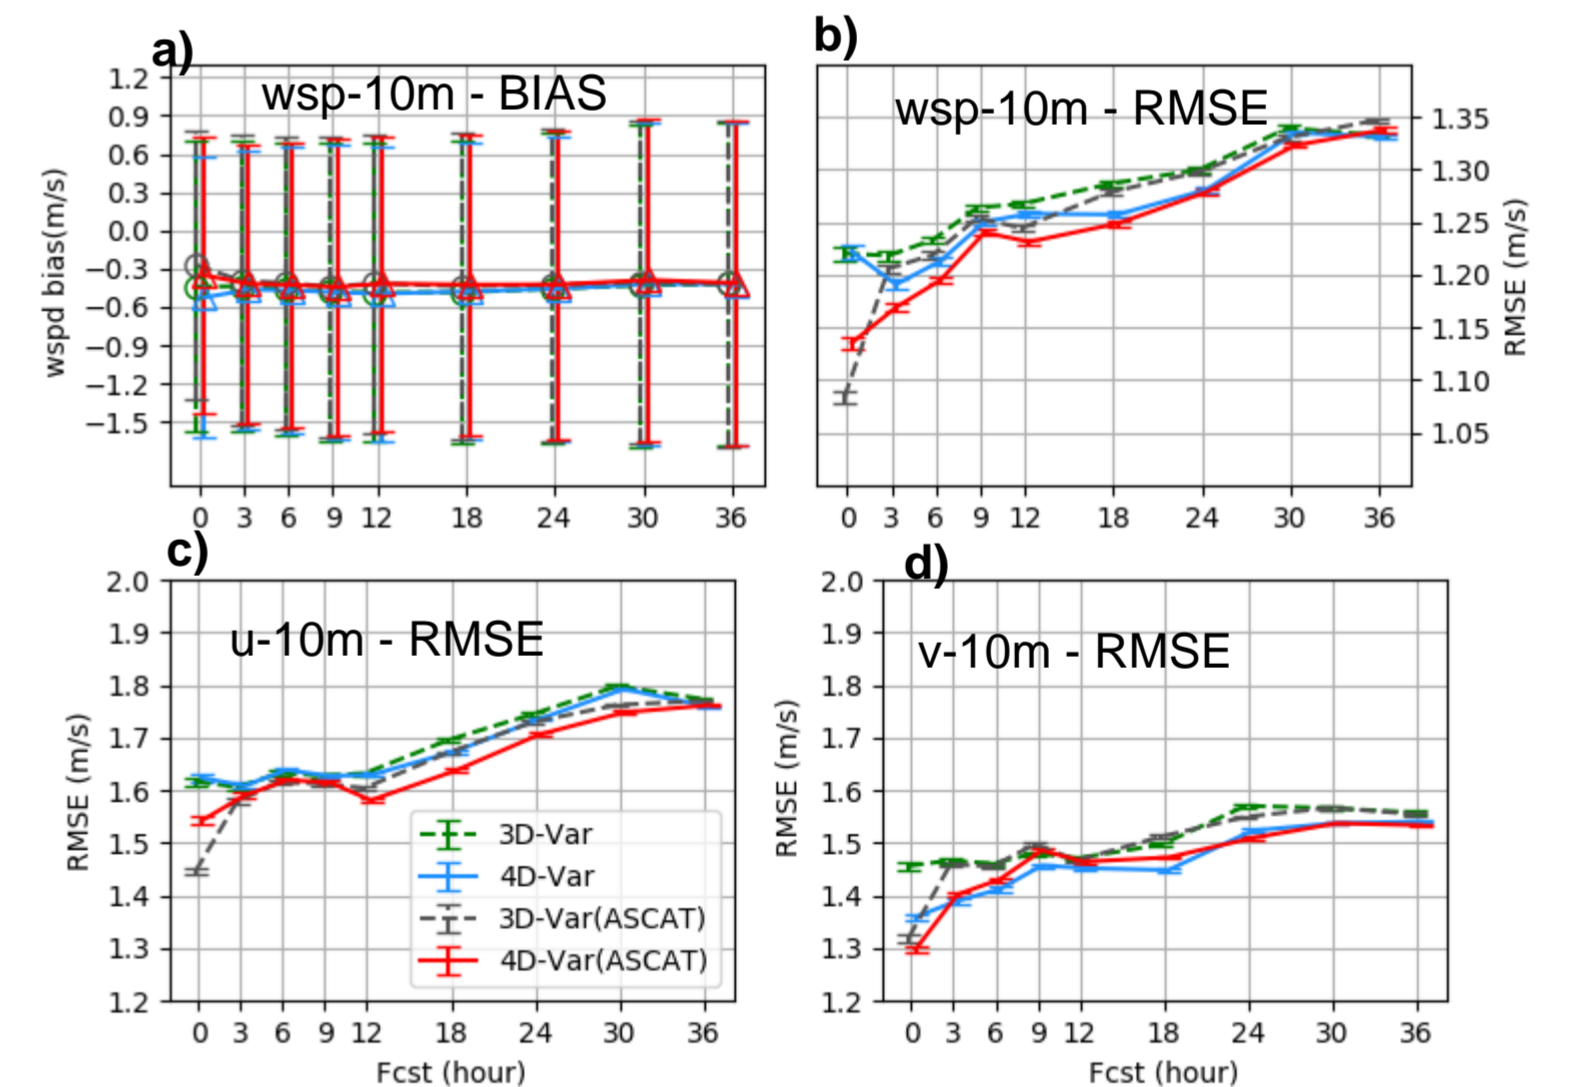 a)
wsp-10m - BIAS
1.2
0.9
0.6
0.3
0.0
−0.3
−0.6
−0.9
−1.2
−1.5
wspd bias(m/s)
0 3 6 9 12 18 24 30 36
b)
wsp-10m - RMSE
1.35
1.30
1.25
1.20
1.15
1.10
1.05
RMSE (m/s)
0 3 6 9 12 18 24 30 36
c)
u-10m - RMSE
2.0
1.9
1.8
1.7
1.6
1.5
1.4
1.3
1.2
RMSE (m/s)
3D-Var
4D-Var
3D-Var(ASCAT)
4D-Var(ASCAT)
0 3 6 9 12 18 24 30 36
Fcst (hour)
d)
v-10m - RMSE
2.0
1.9
1.8
1.7
1.6
1.5
1.4
1.3
1.2
RMSE (m/s)
0 3 6 9 12 18 24 30 36
Fcst (hour)